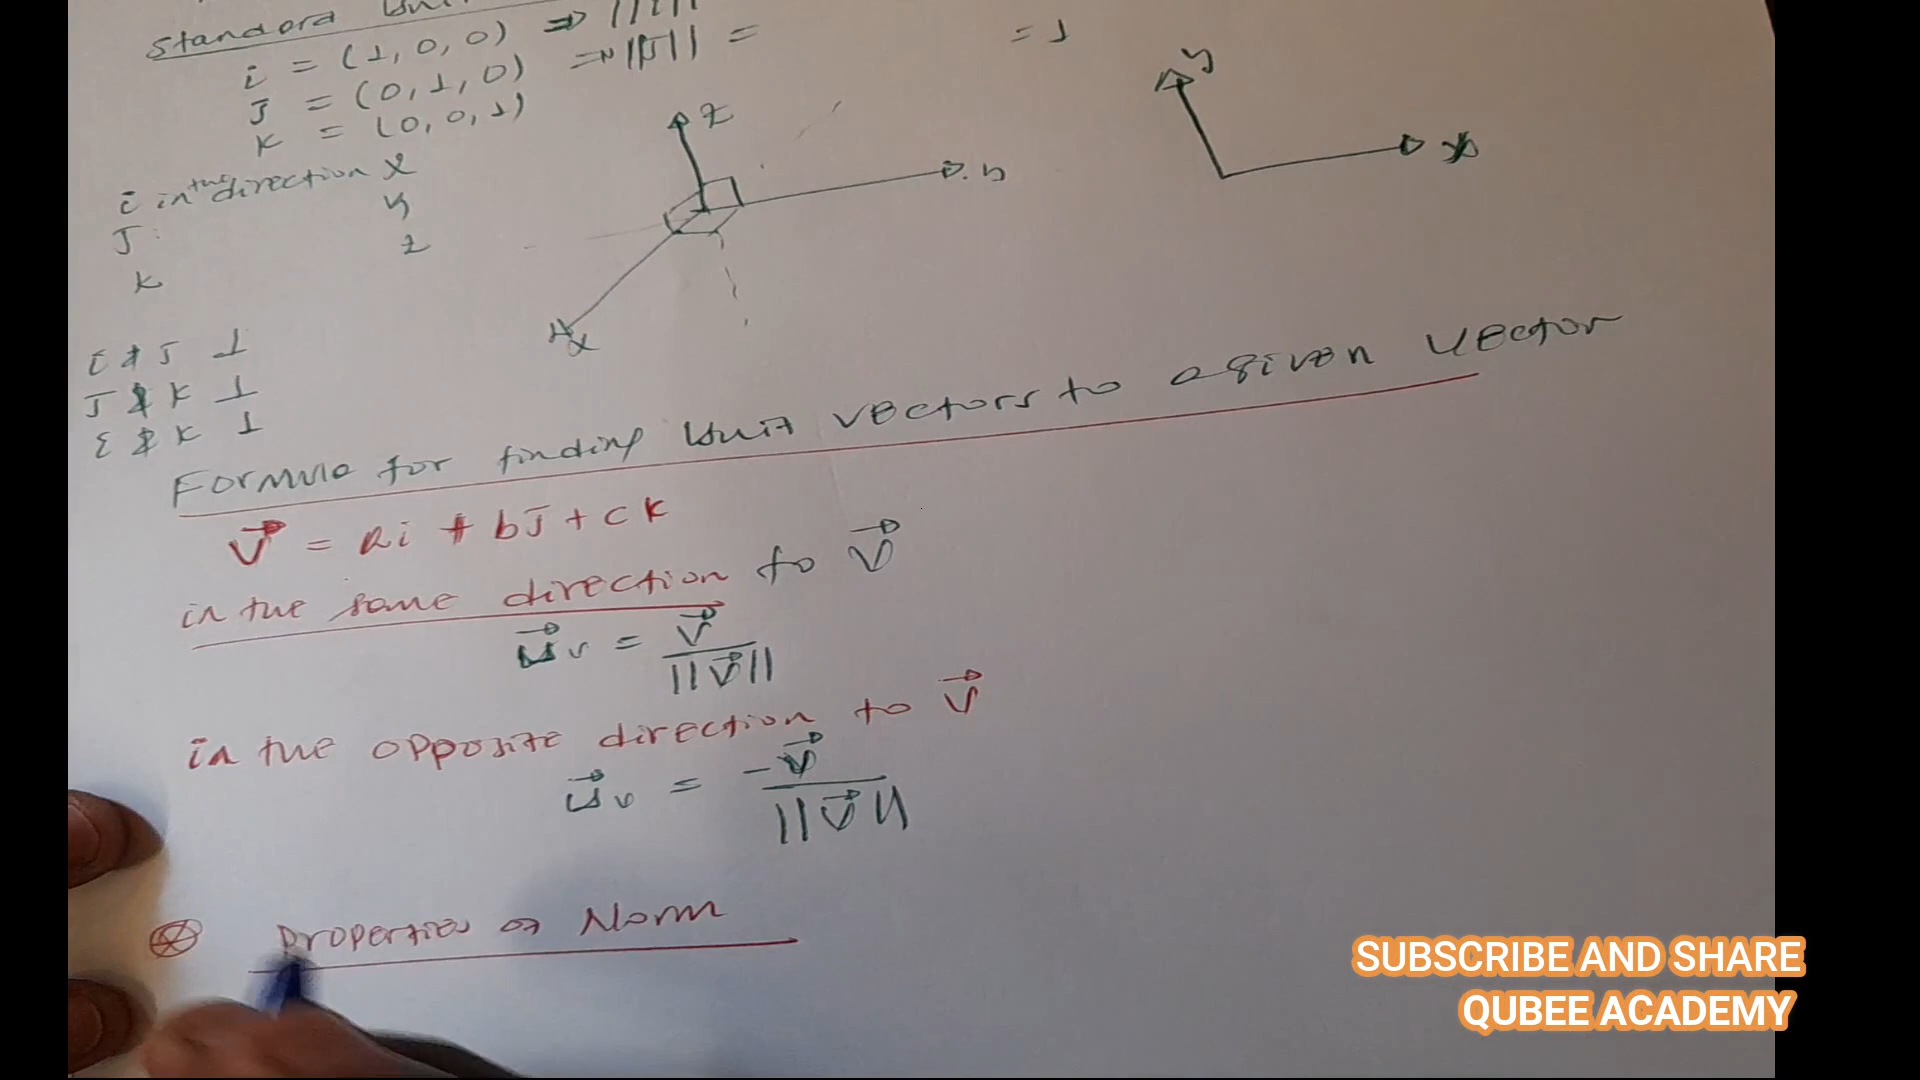 Standard Uni
i = (1, 0, 0) ⇒ ||i||
J = (0, 1, 0) ⇒ ||J|| = = 1
k = (0, 0, 1)
i in the direction x
J y
k z
z
y
x
y
x
i & J ⊥
J & k ⊥
i & k ⊥
Formula for finding Unit vectors to a given vector
V⃗ = ai + bJ + ck
in the same direction to V⃗
u⃗v = V⃗ / ||V⃗||
in the opposite direction to V⃗
u⃗v = -V⃗ / ||V⃗||
Properties of Norm
SUBSCRIBE AND SHARE
QUBEE ACADEMY